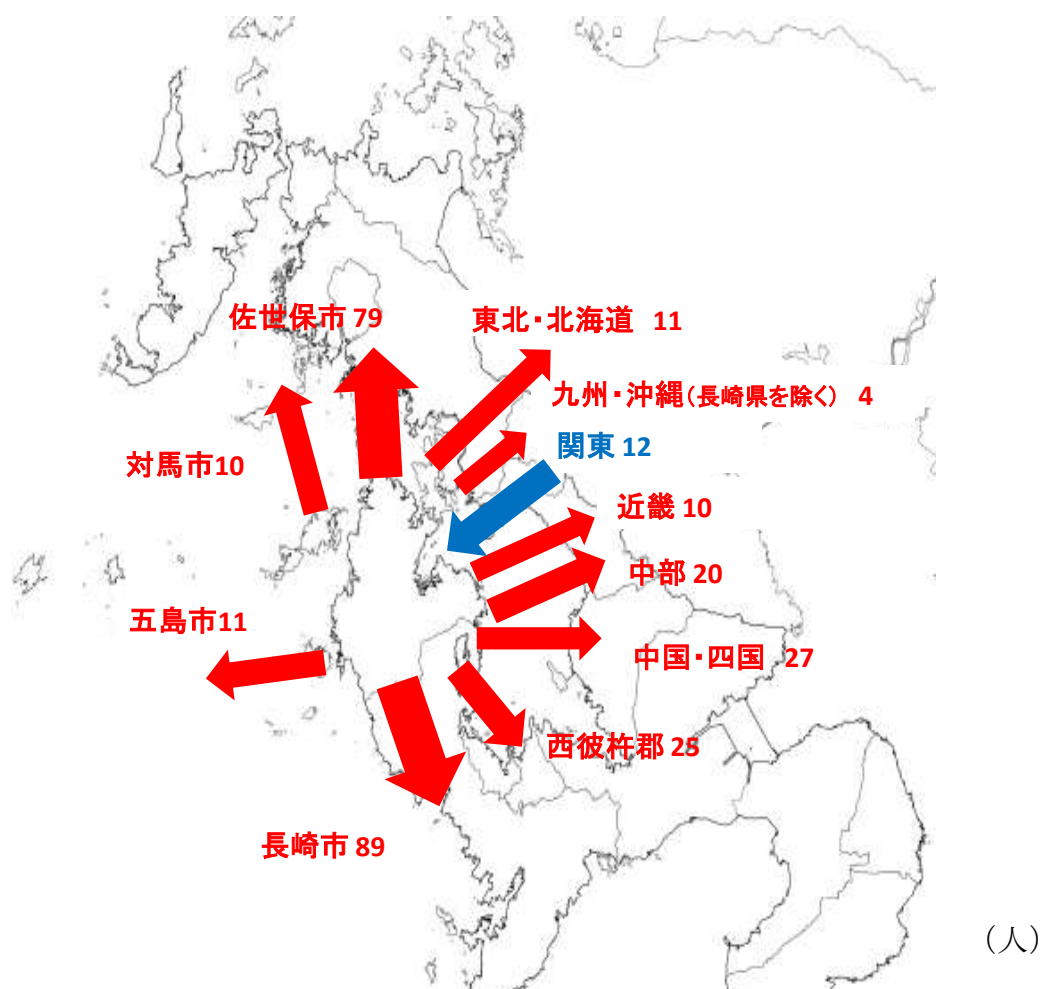 佐世保市 79
東北・北海道 11
九州・沖縄(長崎県を除く) 4
関東 12
対馬市10
近畿 10
中部 20
五島市11
中国・四国 27
西彼杵郡 25
長崎市 89
(人)